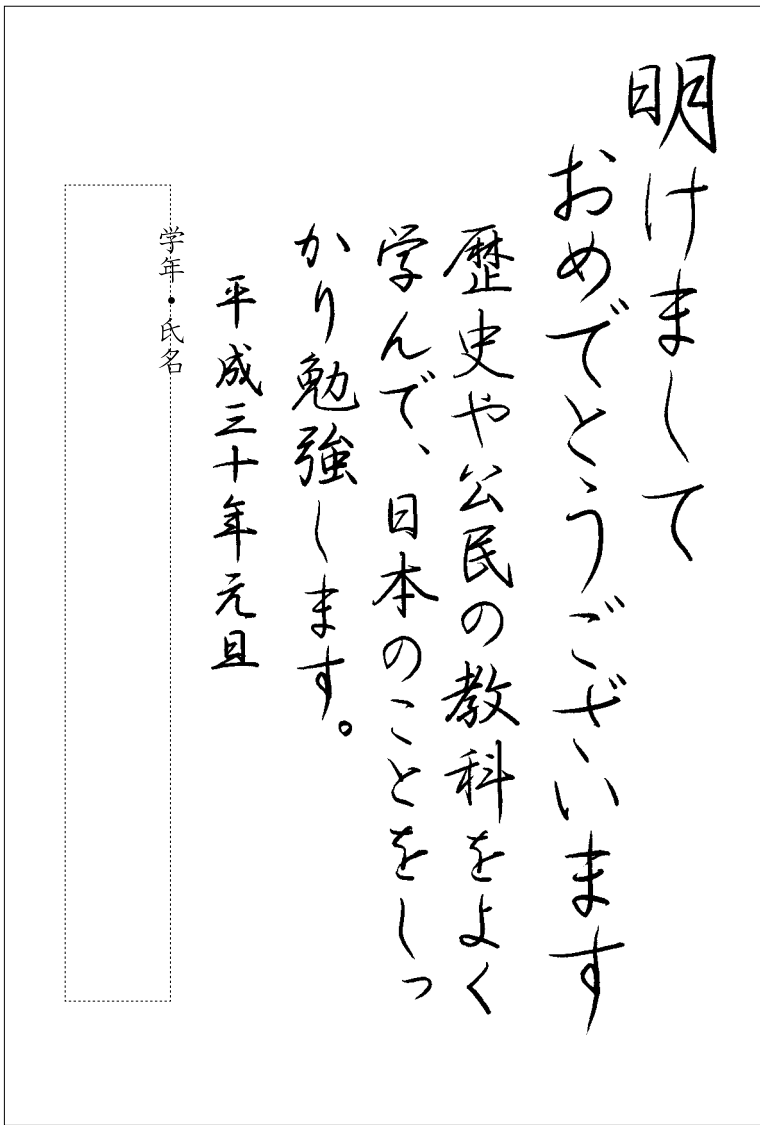 明けまして
おめでとうございます
歴史や公民の教科をよく
学んで、日本のことをしっ
かり勉強します。
平成三十年元旦
学年・氏名